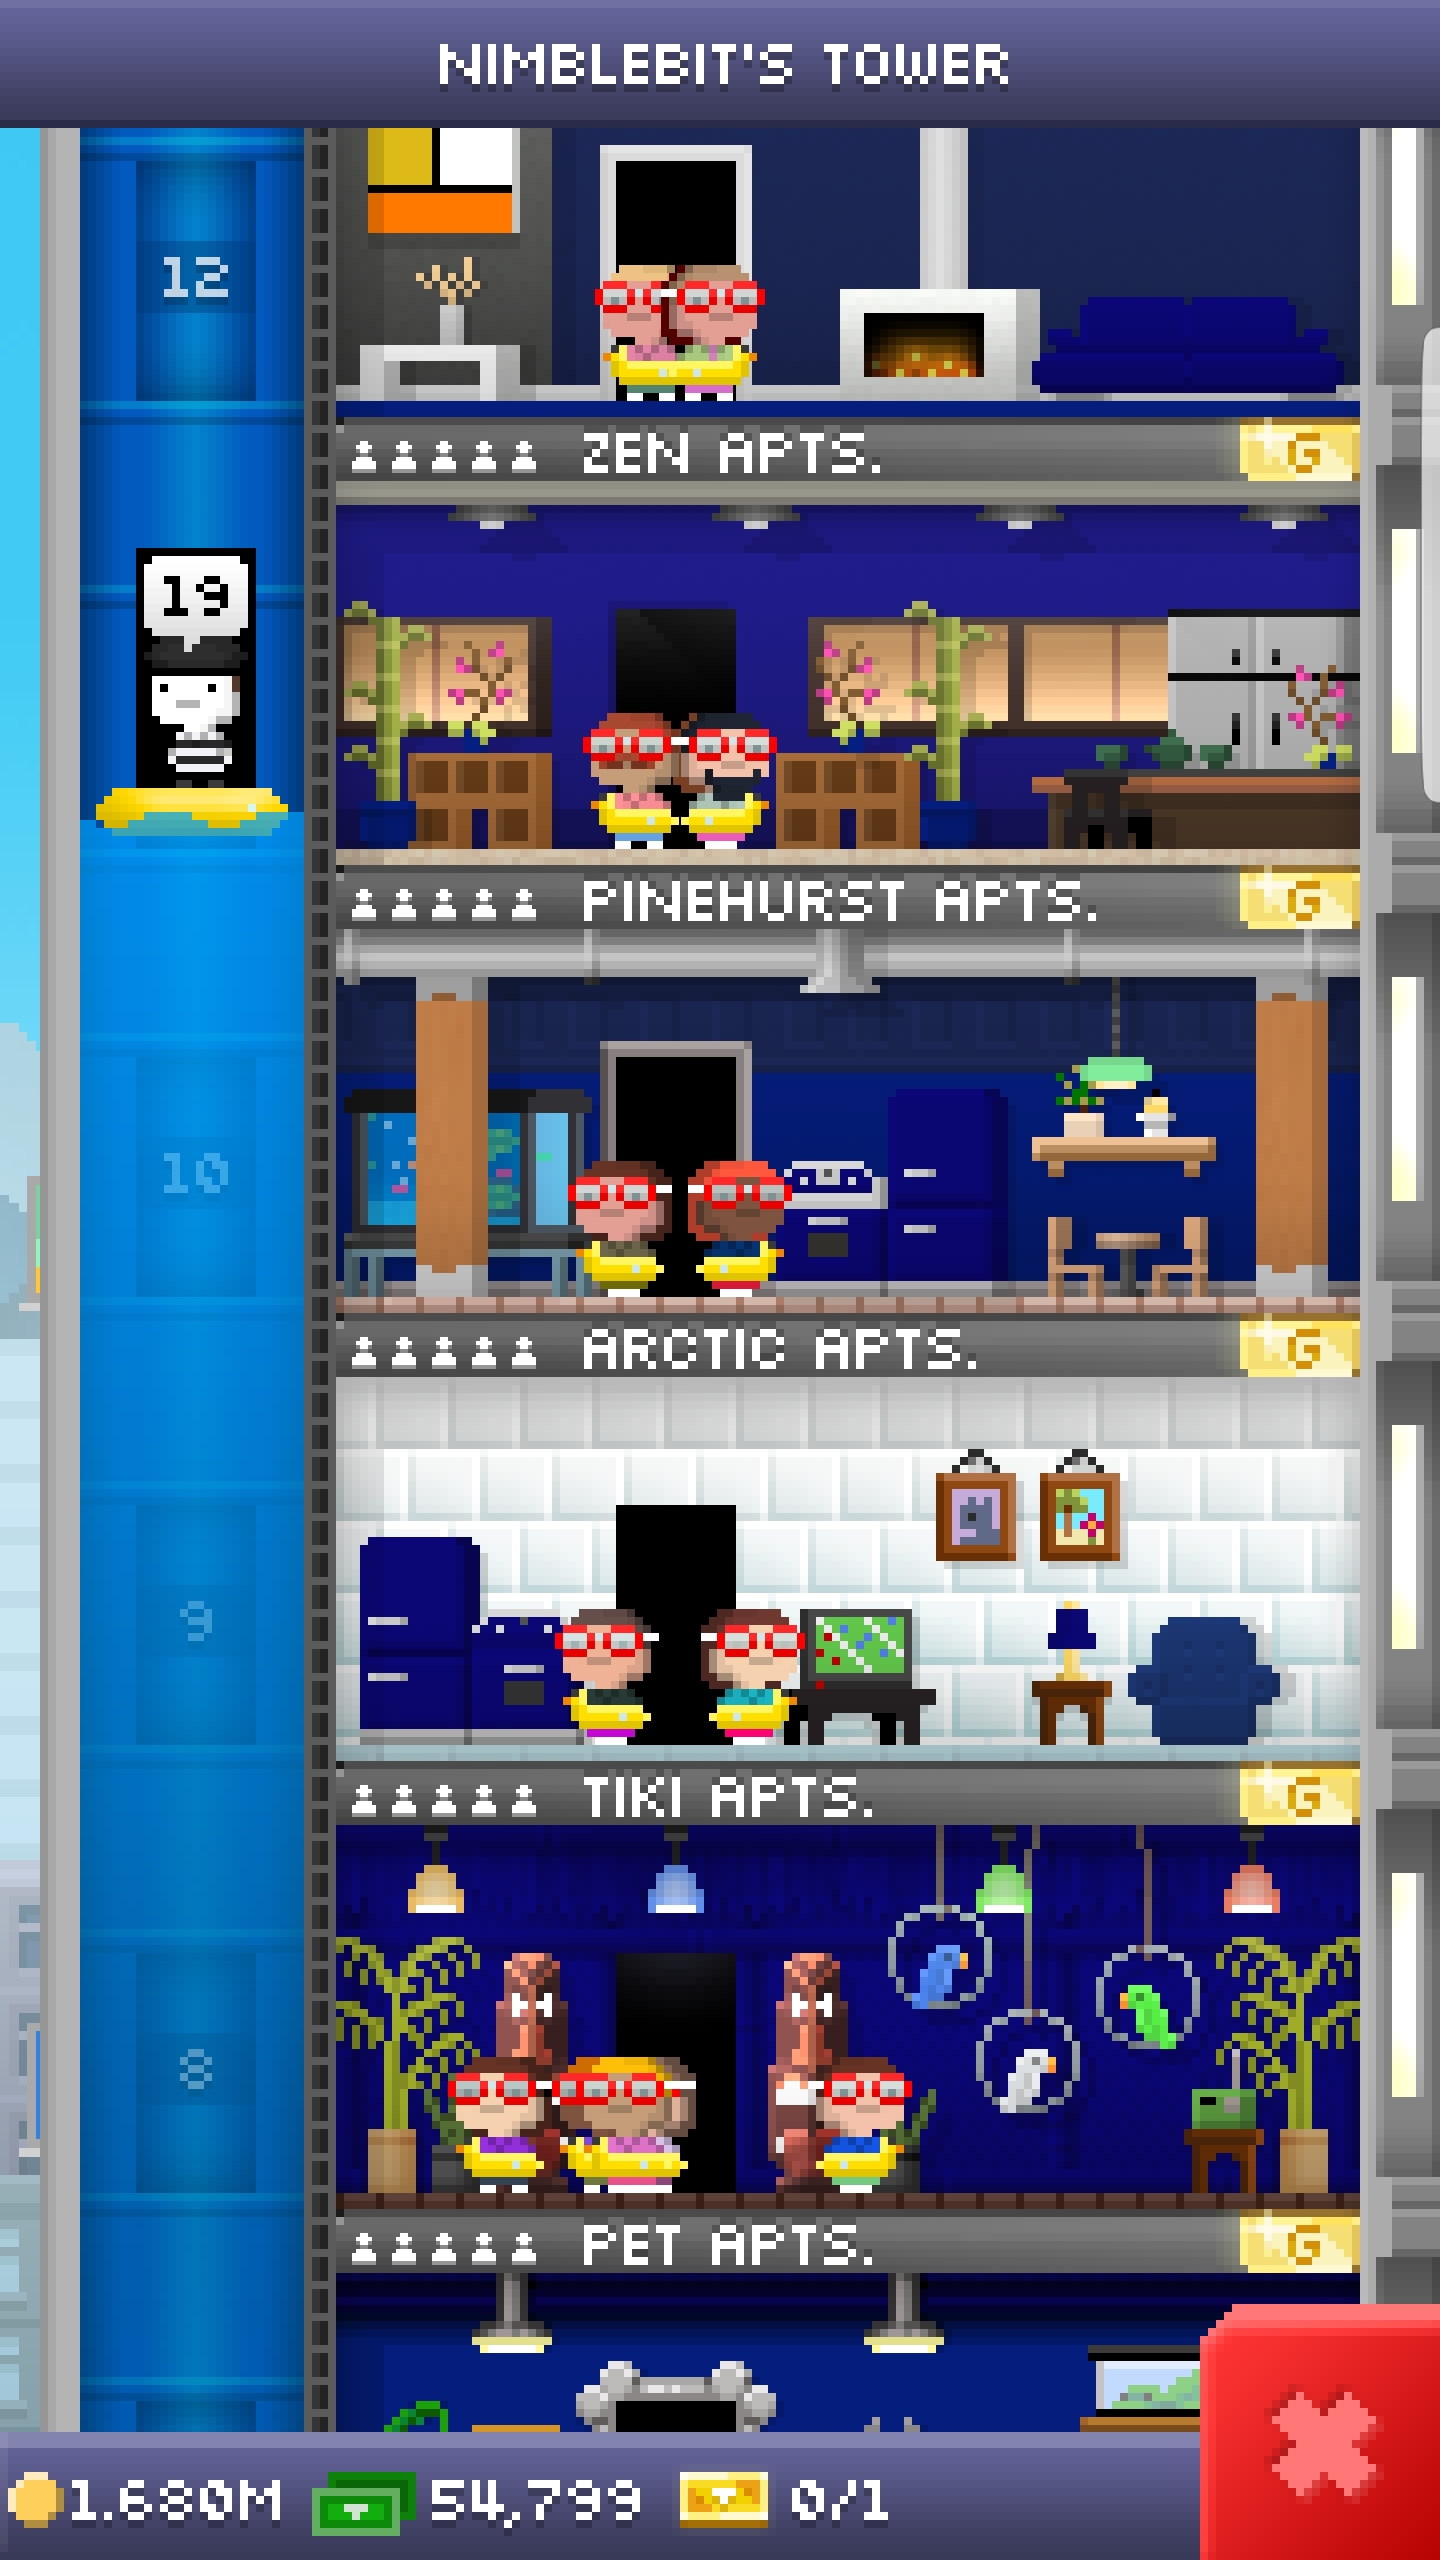 NIMBLEBIT'S TOWER
12
ZEN APTS. G
19
PINEHURST APTS. G
10
ARCTIC APTS. G
9
TIKI APTS. G
8
PET APTS. G
1.680M 54,799 0/1